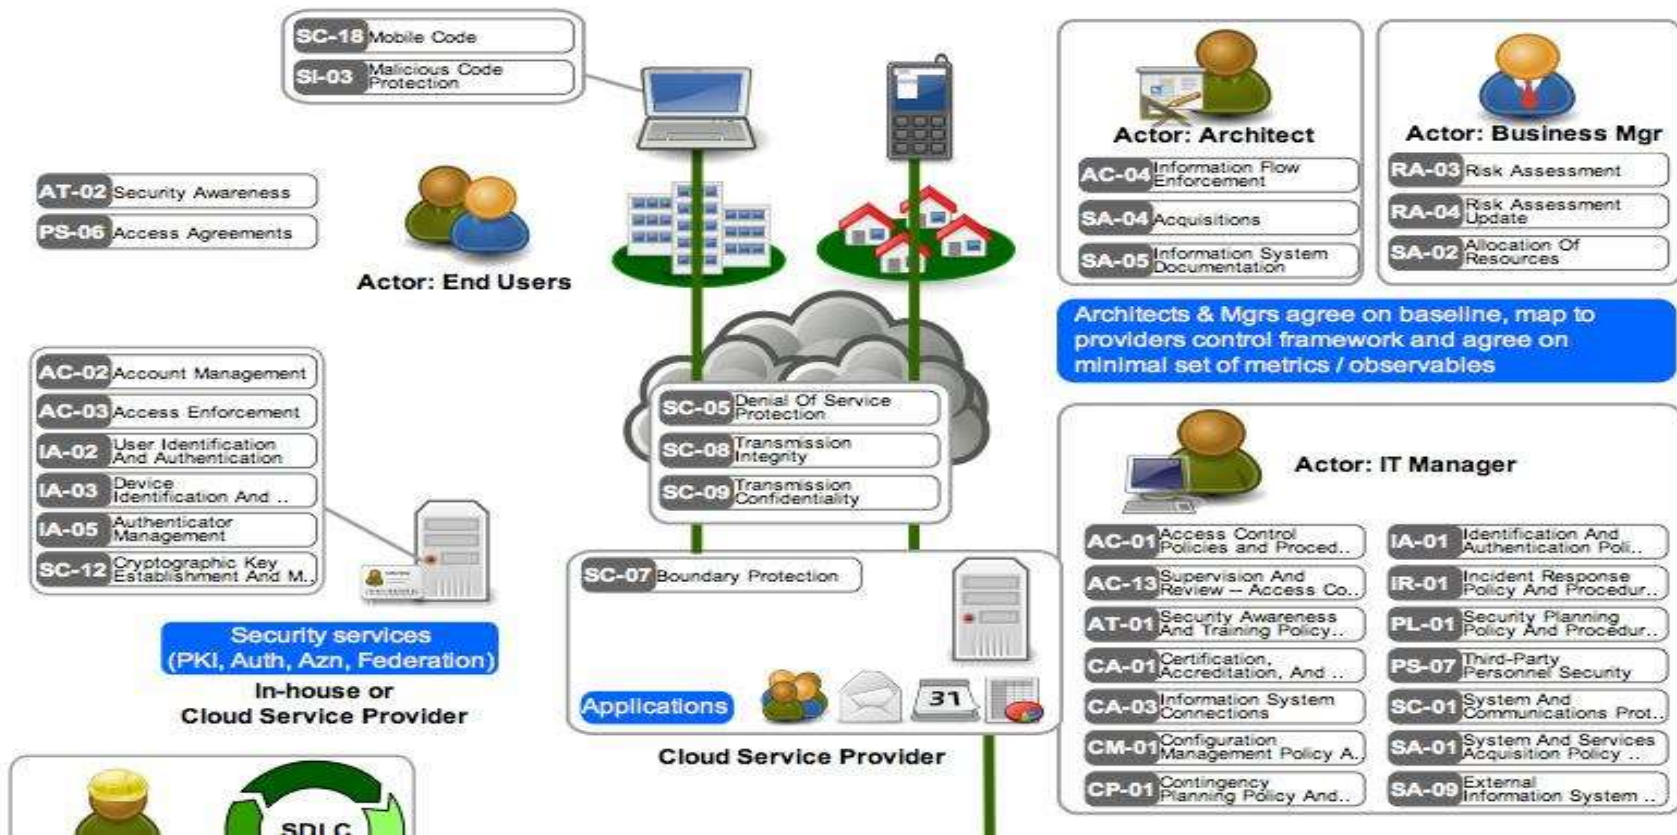 SC-18 Mobile Code
SI-03 Malicious Code
Protection
AT-02 Security Awareness
PS-06 Access Agreements
Actor: End Users
Actor: Architect
AC-04 Information Flow
Enforcement
SA-04 Acquisitions
SA-05 Information System
Documentation
Actor: Business Mgr
RA-03 Risk Assessment
RA-04 Risk Assessment
Update
SA-02 Allocation Of
Resources
Architects & Mgrs agree on baseline, map to
providers control framework and agree on
minimal set of metrics / observables
AC-02 Account Management
AC-03 Access Enforcement
IA-02 User Identification
And Authentication
IA-03 Device
Identification And ..
IA-05 Authenticator
Management
SC-12 Cryptographic Key
Establishment And M..
Security services
(PKI, Auth, Azn, Federation)
In-house or
Cloud Service Provider
SC-05 Denial Of Service
Protection
SC-08 Transmission
Integrity
SC-09 Transmission
Confidentiality
SC-07 Boundary Protection
Applications
31
Cloud Service Provider
Actor: IT Manager
AC-01 Access Control
Policies and Proced..
AC-13 Supervision And
Review -- Access Co..
AT-01 Security Awareness
And Training Policy..
CA-01 Certification,
Accreditation, And ..
CA-03 Information System
Connections
CM-01 Configuration
Management Policy A..
CP-01 Contingency
Planning Policy And..
IA-01 Identification And
Authentication Poli..
IR-01 Incident Response
Policy And Procedur..
PL-01 Security Planning
Policy And Procedur..
PS-07 Third-Party
Personnel Security
SC-01 System And
Communications Prot..
SA-01 System And Services
Acquisition Policy ..
SA-09 External
Information System ..
SDLC